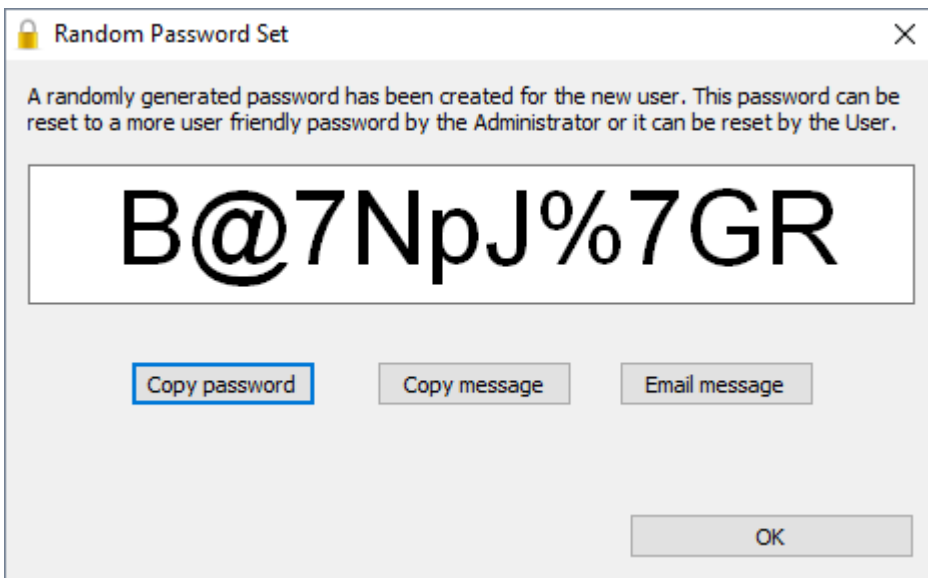 Random Password Set
A randomly generated password has been created for the new user. This password can be
reset to a more user friendly password by the Administrator or it can be reset by the User.
B@7NpJ%7GR
Copy password
Copy message
Email message
OK